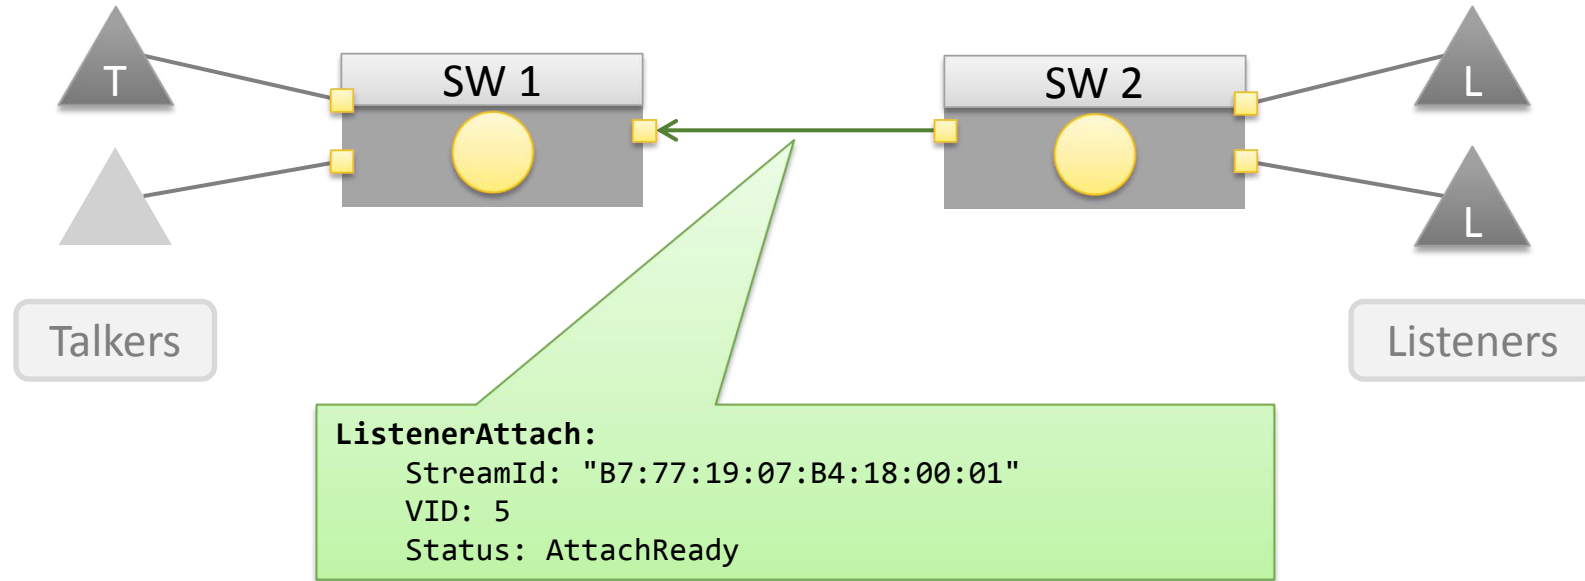 T
SW 1
SW 2
L
L
Talkers
Listeners
ListenerAttach:
StreamId: "B7:77:19:07:B4:18:00:01"
VID: 5
Status: AttachReady